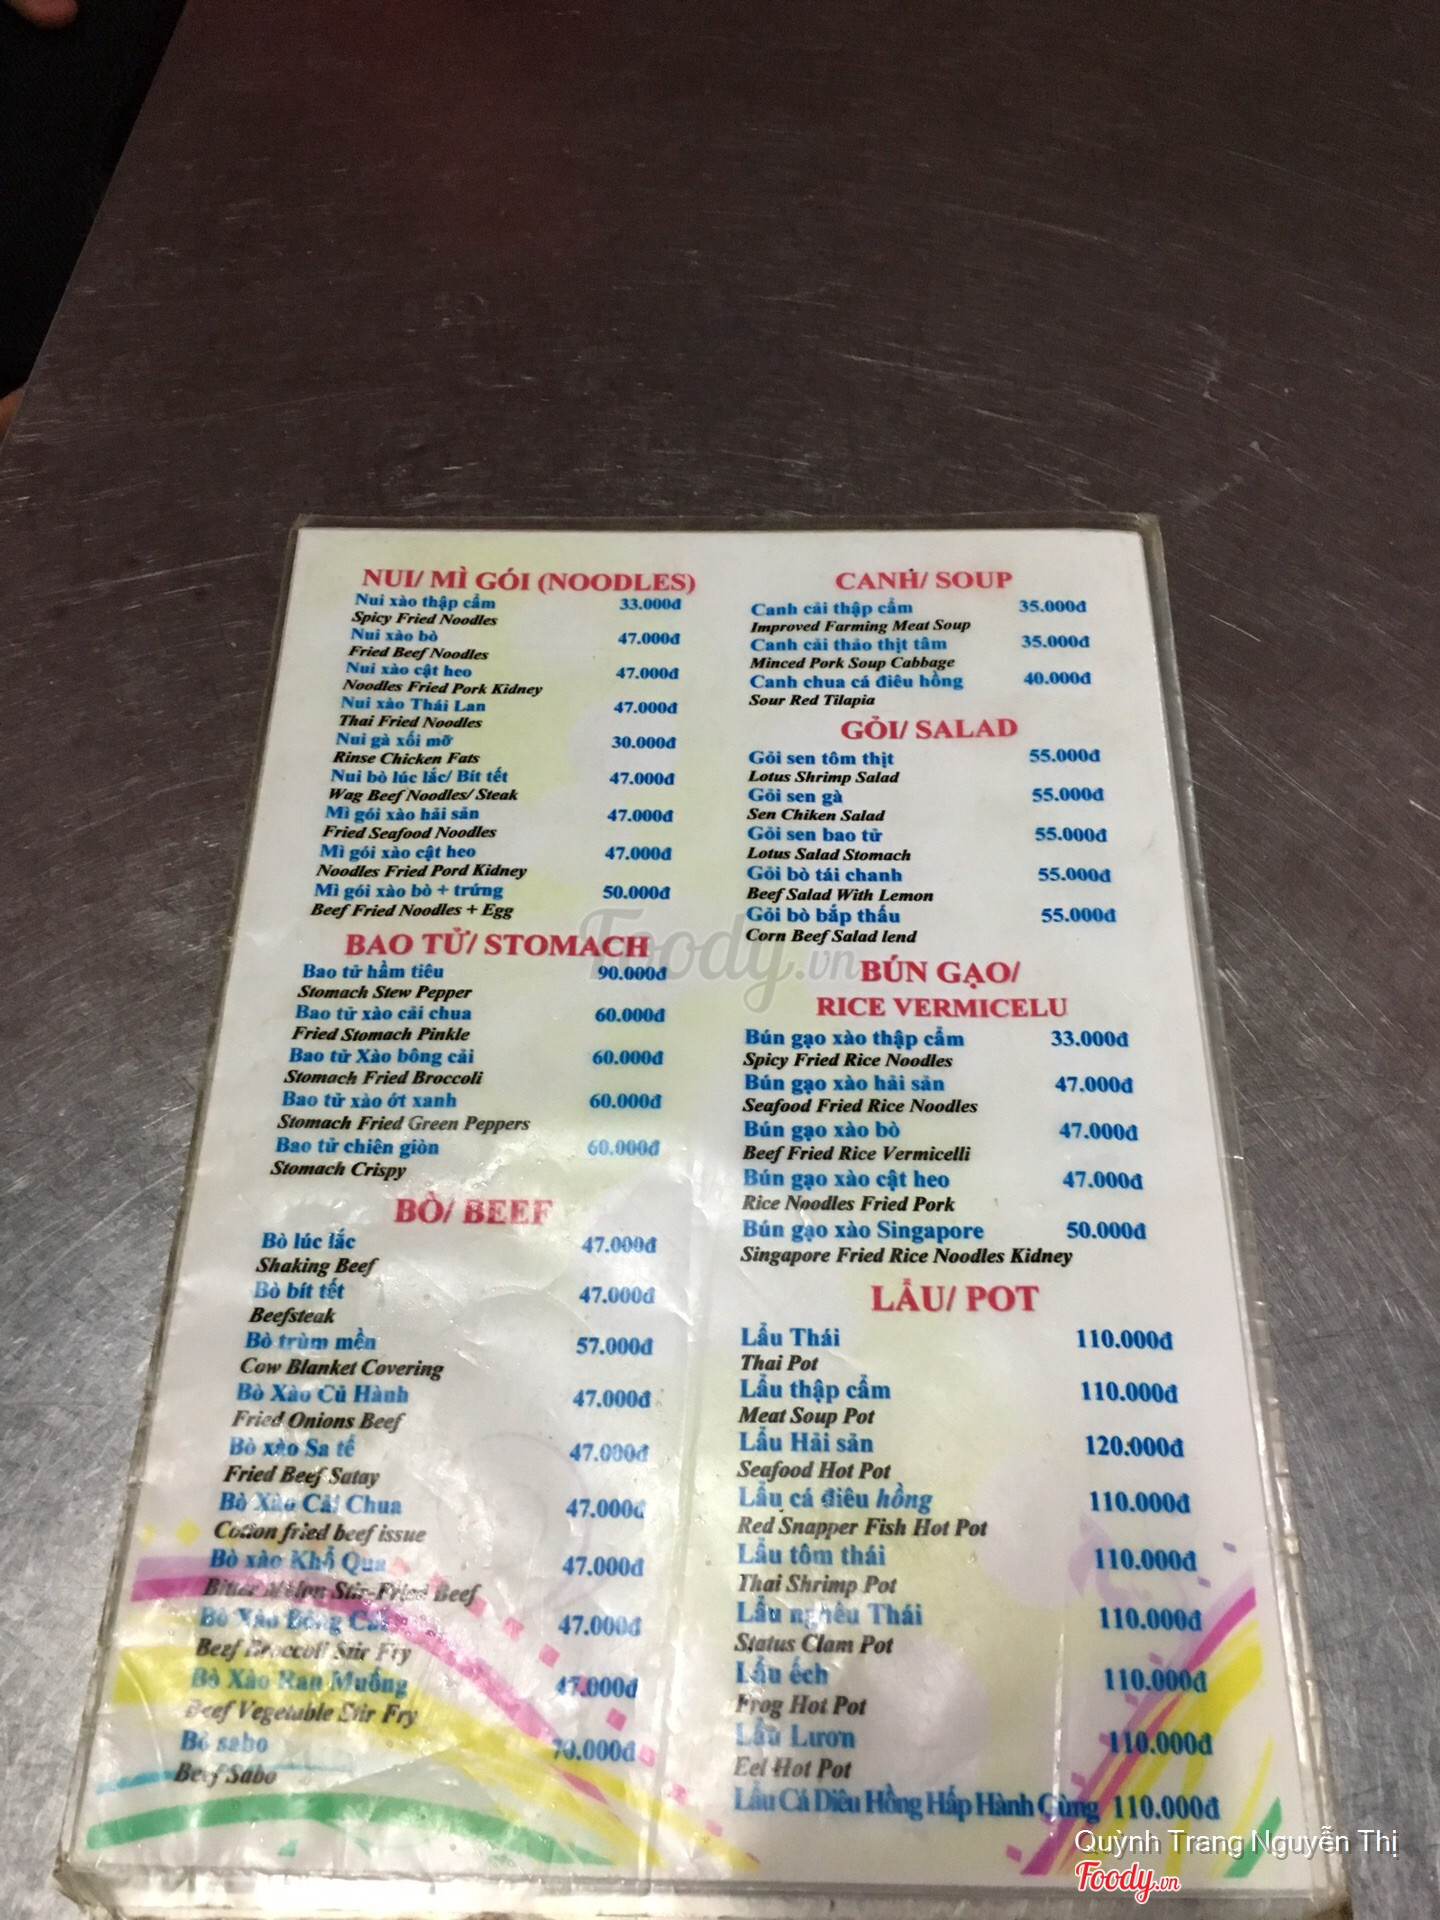 NUI/ MÌ GÓI (NOODLES)
Nui xào thập cẩm 33.000đ
Spicy Fried Noodles
Nui xào bò 47.000đ
Fried Beef Noodles
Nui xào cật heo 47.000đ
Noodles Fried Pork Kidney
Nui xào Thái Lan 47.000đ
Thai Fried Noodles
Nui gà xối mỡ 30.000đ
Rinse Chicken Fats
Nui bò lúc lắc/ Bít tết 47.000đ
Wag Beef Noodles/ Steak
Mì gói xào hải sản 47.000đ
Fried Seafood Noodles
Mì gói xào cật heo 47.000đ
Noodles Fried Pord Kidney
Mì gói xào bò + trứng 50.000đ
Beef Fried Noodles + Egg
BAO TỬ/ STOMACH
Bao tử hầm tiêu 90.000đ
Stomach Stew Pepper
Bao tử xào cải chua 60.000đ
Fried Stomach Pinkle
Bao tử Xào bông cải 60.000đ
Stomach Fried Broccoli
Bao tử xào ớt xanh 60.000đ
Stomach Fried Green Peppers
Bao tử chiên giòn 60.000đ
Stomach Crispy
BÒ/ BEEF
Bò lúc lắc 47.000đ
Shaking Beef
Bò bít tết 47.000đ
Beefsteak
Bò trùm mền 57.000đ
Cow Blanket Covering
Bò Xào Củ Hành 47.000đ
Fried Onions Beef
Bò xào Sa tế 47.000đ
Fried Beef Satay
Bò Xào Cải Chua 47.000đ
Cotton fried beef issue
Bò xào Khổ Qua 47.000đ
Bitter Melon Stir-Fried Beef
Bò Xào Bông Cải 47.000đ
Beef Broccoli Stir Fry
Bò Xào Rau Muống 47.000đ
Beef Vegetable Stir Fry
Bò sabo 70.000đ
Beef Sabo
CANH/ SOUP
Canh cải thập cẩm 35.000đ
Improved Farming Meat Soup
Canh cải thảo thịt tâm 35.000đ
Minced Pork Soup Cabbage
Canh chua cá điêu hồng 40.000đ
Sour Red Tilapia
GỎI/ SALAD
Gỏi sen tôm thịt 55.000đ
Lotus Shrimp Salad
Gỏi sen gà 55.000đ
Sen Chiken Salad
Gỏi sen bao tử 55.000đ
Lotus Salad Stomach
Gỏi bò tái chanh 55.000đ
Beef Salad With Lemon
Gỏi bò bắp thấu 55.000đ
Corn Beef Salad lend
BÚN GẠO/
RICE VERMICELU
Bún gạo xào thập cẩm 33.000đ
Spicy Fried Rice Noodles
Bún gạo xào hải sản 47.000đ
Seafood Fried Rice Noodles
Bún gạo xào bò 47.000đ
Beef Fried Rice Vermicelli
Bún gạo xào cật heo 47.000đ
Rice Noodles Fried Pork
Bún gạo xào Singapore 50.000đ
Singapore Fried Rice Noodles Kidney
LẨU/ POT
Lẩu Thái 110.000đ
Thai Pot
Lẩu thập cẩm 110.000đ
Meat Soup Pot
Lẩu Hải sản 120.000đ
Seafood Hot Pot
Lẩu cá điêu hồng 110.000đ
Red Snapper Fish Hot Pot
Lẩu tôm thái 110.000đ
Thai Shrimp Pot
Lẩu nghêu Thái 110.000đ
Status Clam Pot
Lẩu ếch 110.000đ
Frog Hot Pot
Lẩu Lươn 110.000đ
Eel Hot Pot
Lẩu Cá Diêu Hồng Hấp Hành Gừng 110.000đ
Foody.vn
Quỳnh Trang Nguyễn Thị
Foody.vn